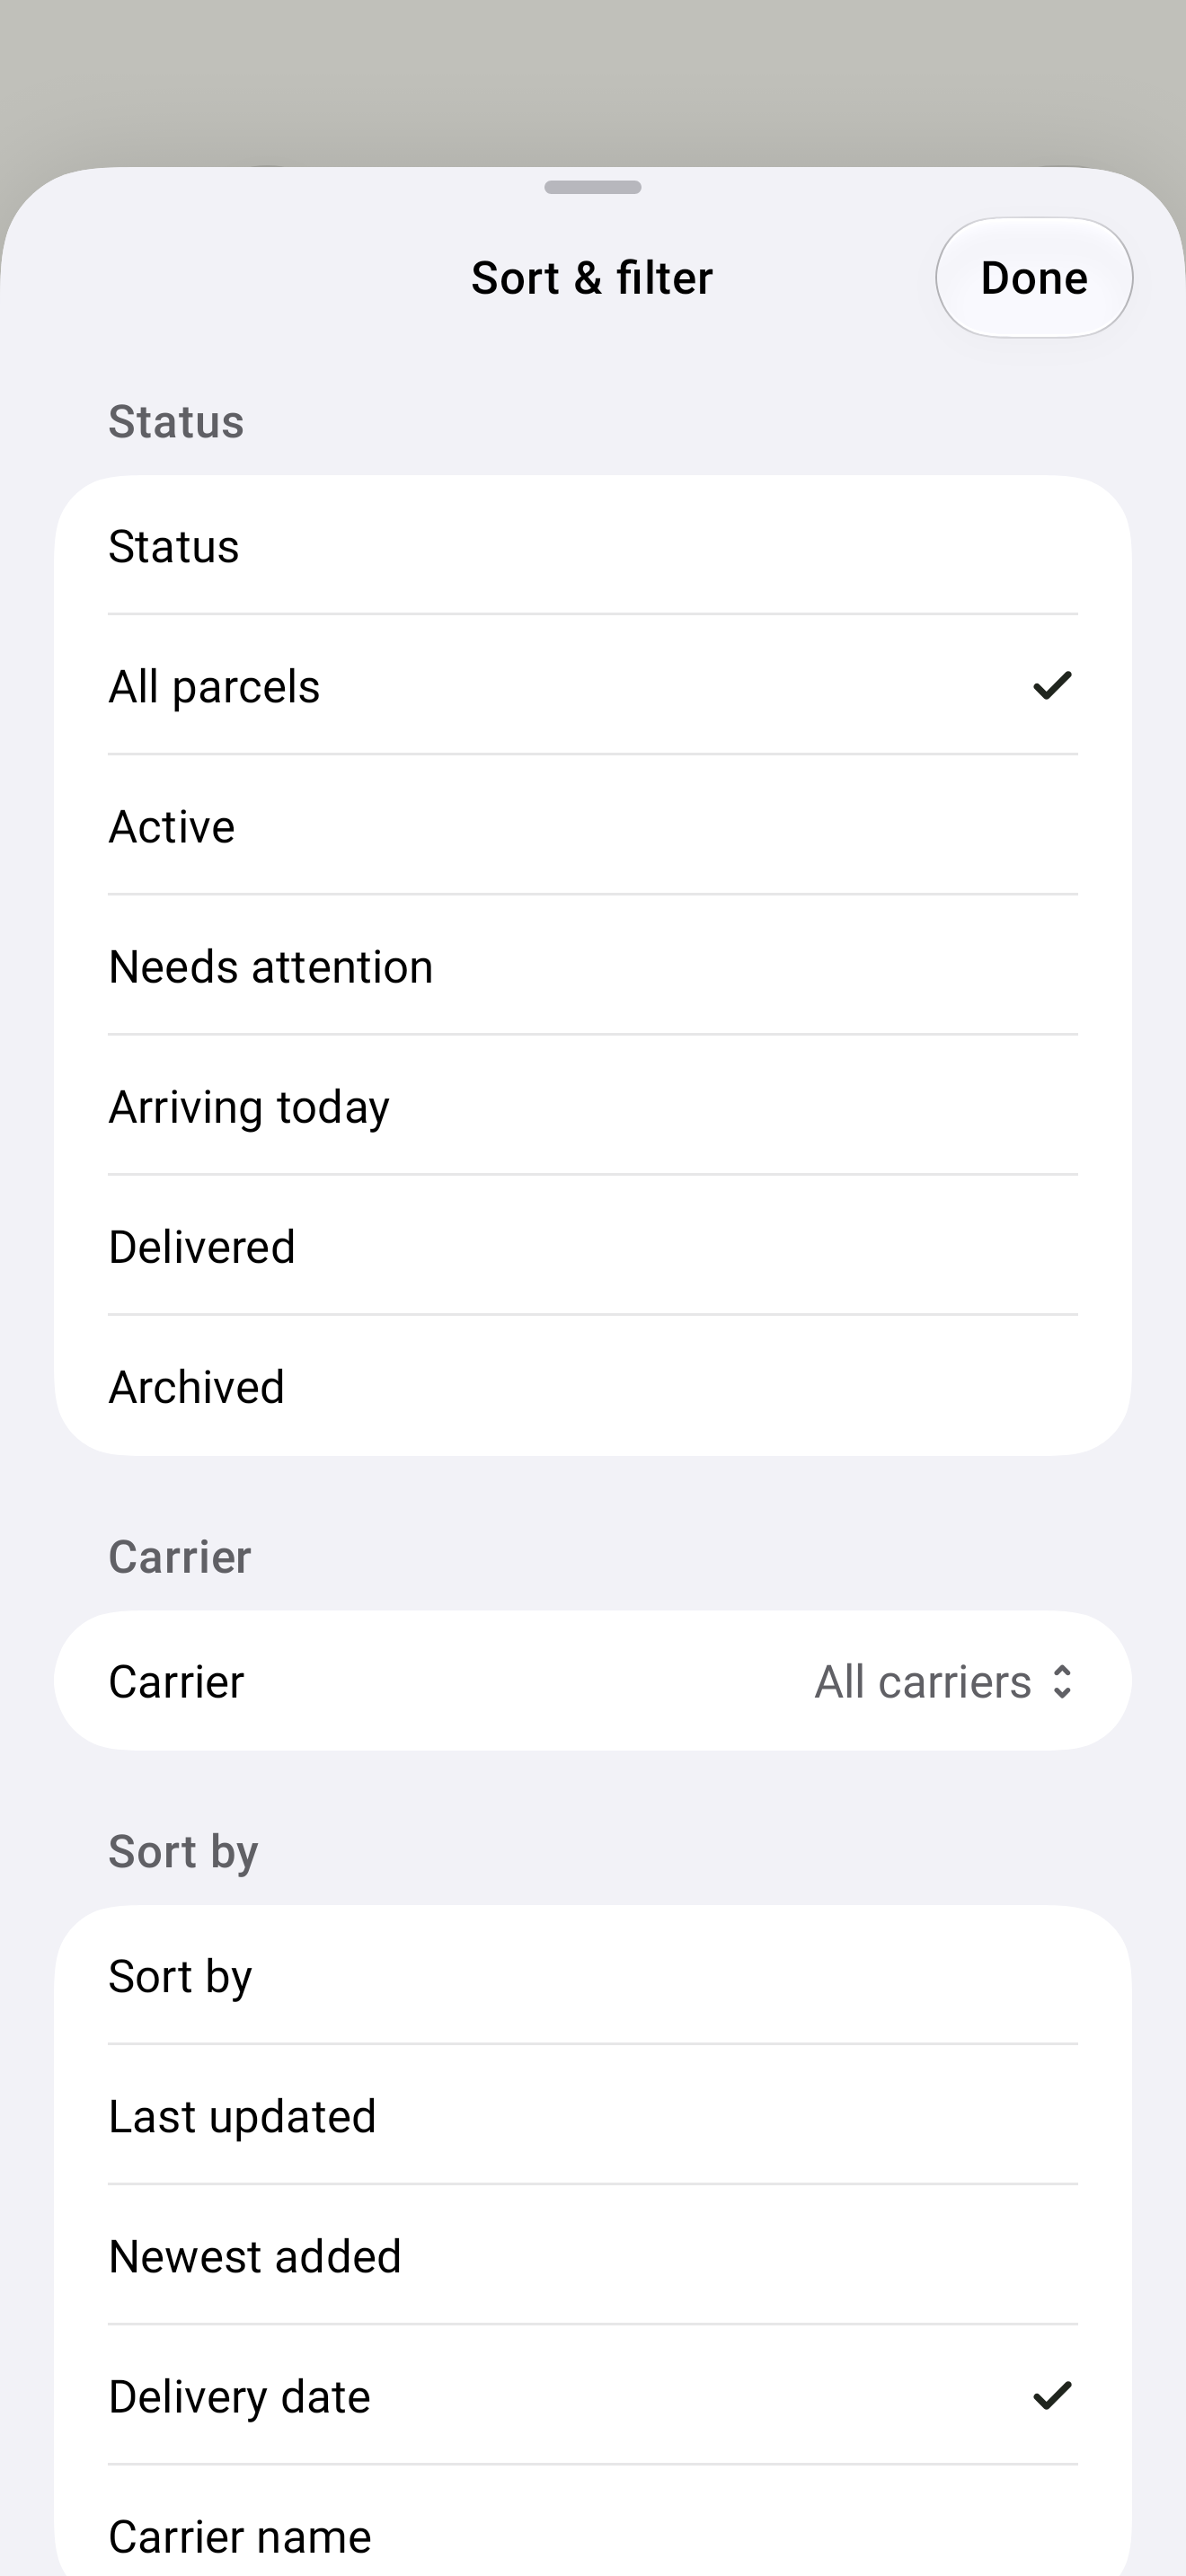 Sort & filter
Done
Status
Status
All parcels
Active
Needs attention
Arriving today
Delivered
Archived
Carrier
Carrier
All carriers
Sort by
Sort by
Last updated
Newest added
Delivery date
Carrier name